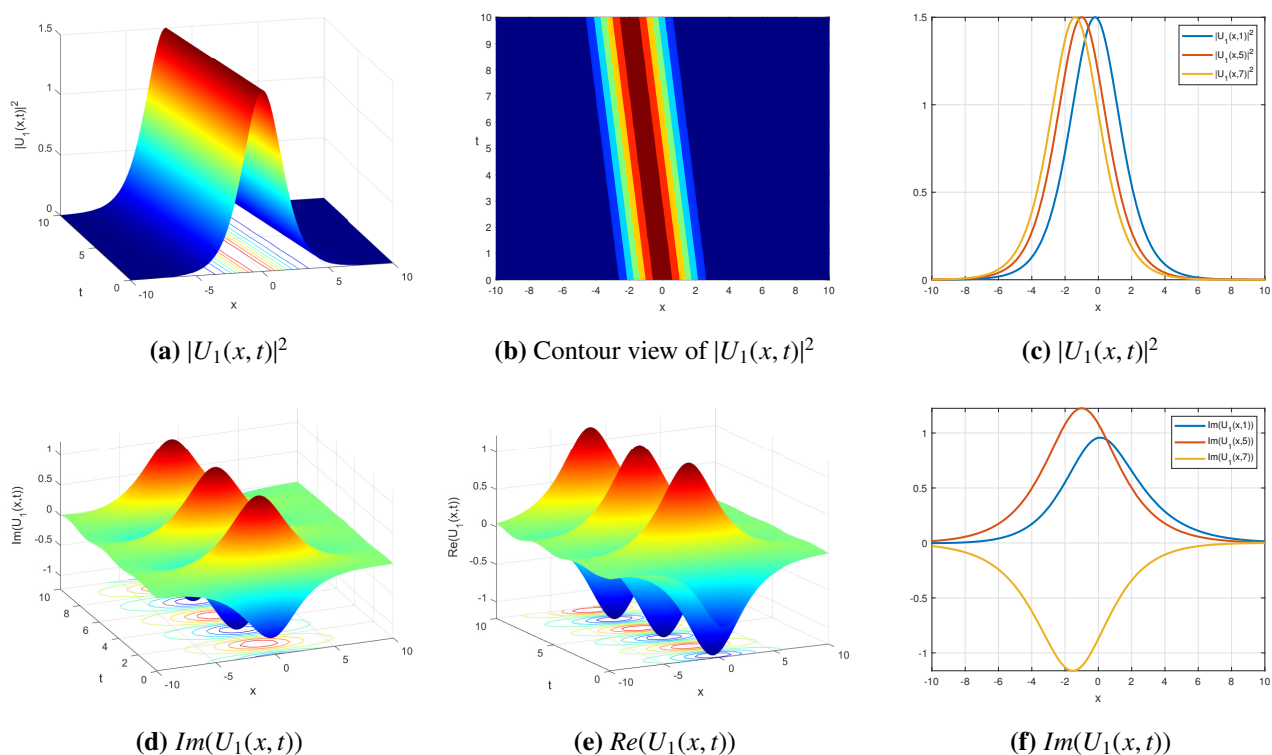 1.5
1
0.5
0
|U₁(x,t)|²
10
5
0
t
-10
-5
0
5
10
x
(a) |U₁(x, t)|²
10
9
8
7
6
5
4
3
2
1
0
t
-10 -8 -6 -4 -2 0 2 4 6 8 10
x
(b) Contour view of |U₁(x, t)|²
1.5
1
0.5
0
|U₁(x,1)|²
|U₁(x,5)|²
|U₁(x,7)|²
-10 -8 -6 -4 -2 0 2 4 6 8 10
x
(c) |U₁(x, t)|²
1
0.5
0
-0.5
-1
Im(U₁(x,t))
10
8
6
4
2
0
t
-10
-5
0
5
10
x
(d) Im(U₁(x, t))
1
0.5
0
-0.5
-1
Re(U₁(x,t))
10
5
0
t
-10
-5
0
5
10
x
(e) Re(U₁(x, t))
1
0.5
0
-0.5
-1
Im(U₁(x,1))
Im(U₁(x,5))
Im(U₁(x,7))
-10 -8 -6 -4 -2 0 2 4 6 8 10
x
(f) Im(U₁(x, t))